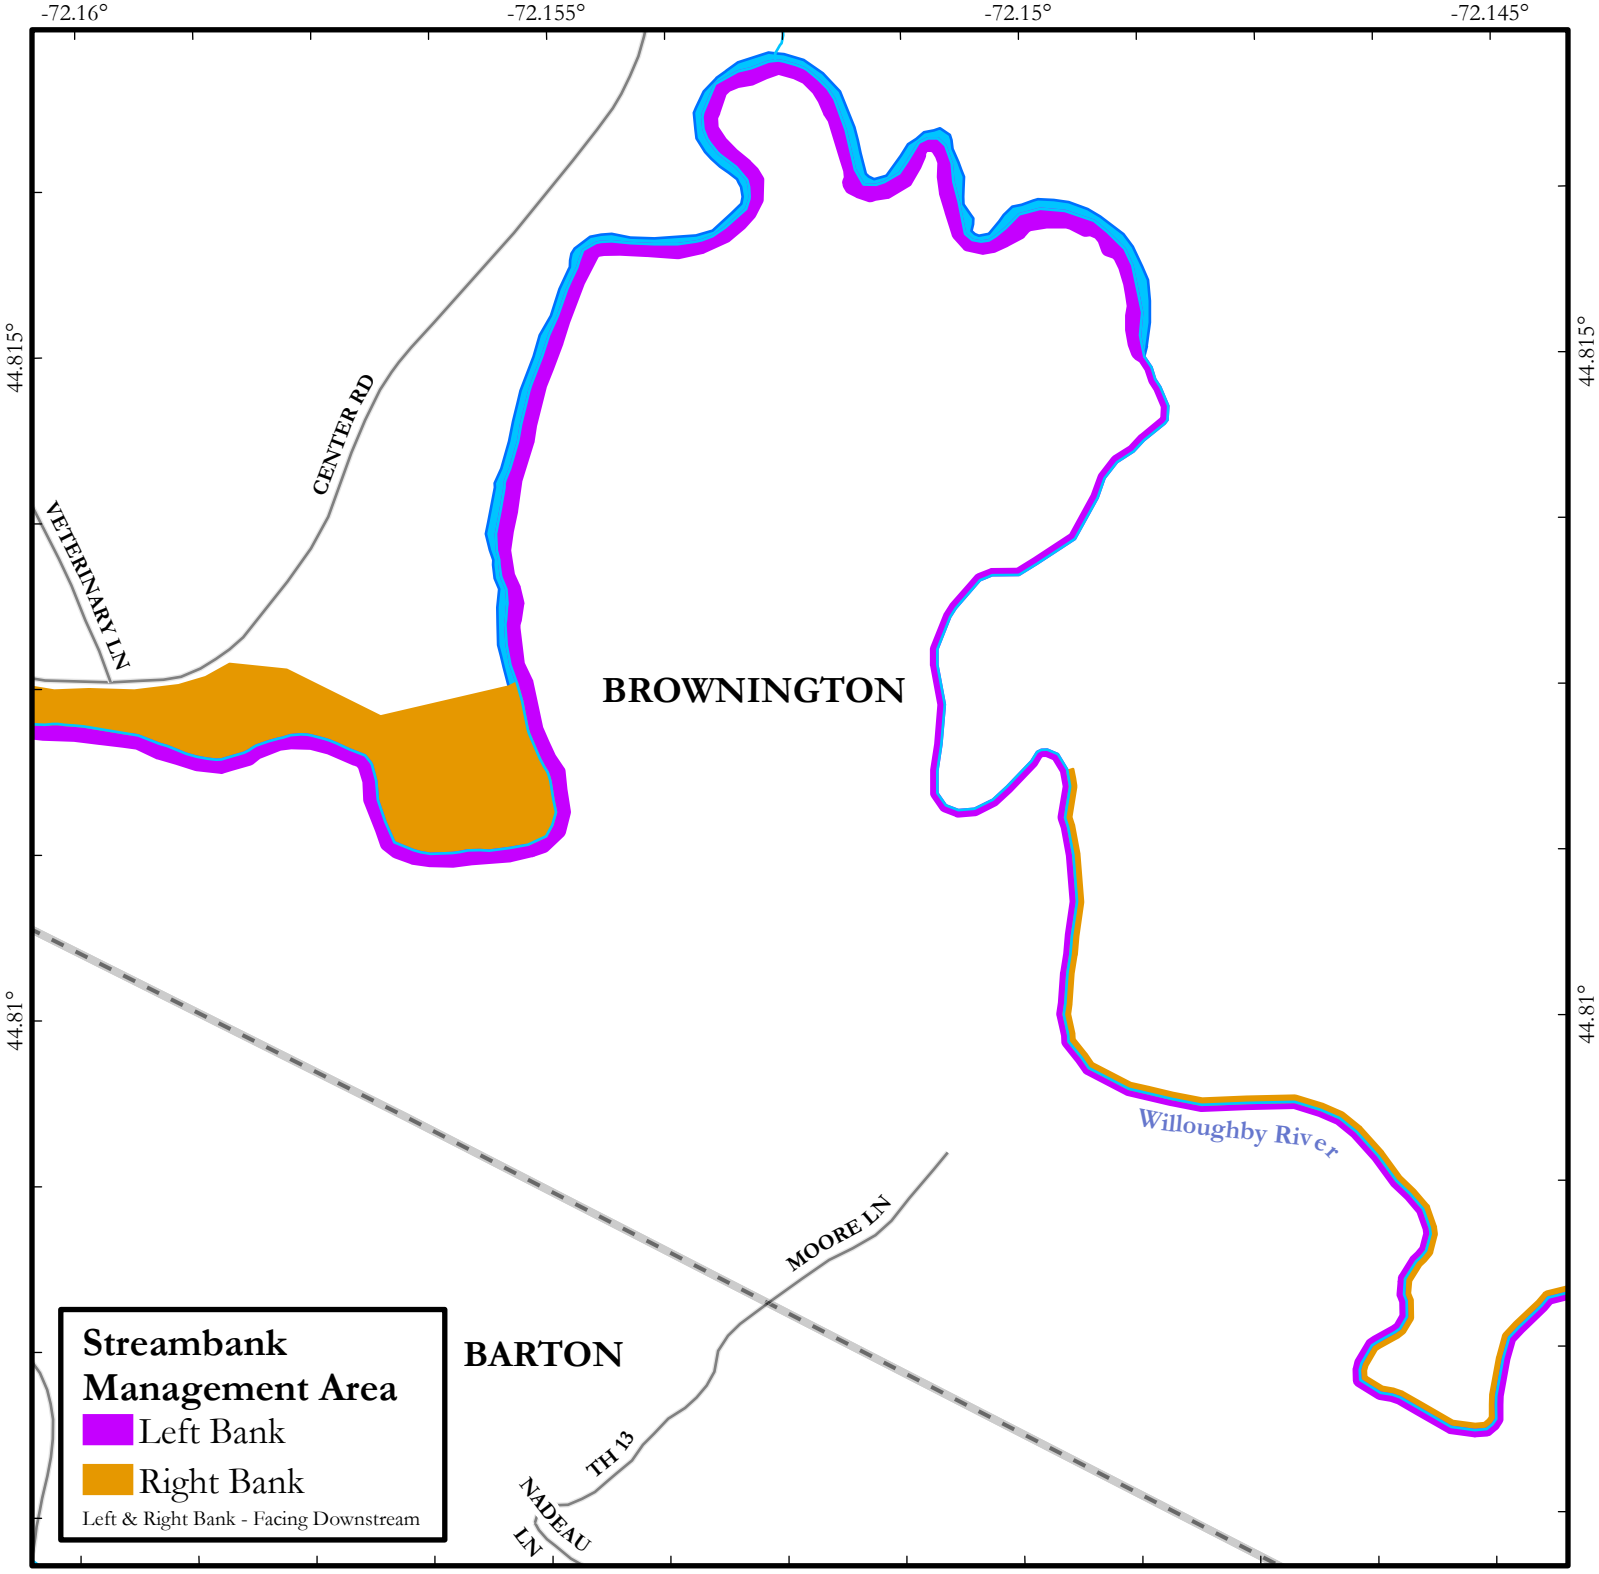 -72.16°
-72.155°
-72.15°
-72.145°
44.815°
44.815°
CENTER RD
VETERINARY LN
BROWNINGTON
44.81°
44.81°
Willoughby River
MOORE LN
BARTON
TH 13
NADEAU
LN
Streambank
Management Area
Left Bank
Right Bank
Left & Right Bank - Facing Downstream